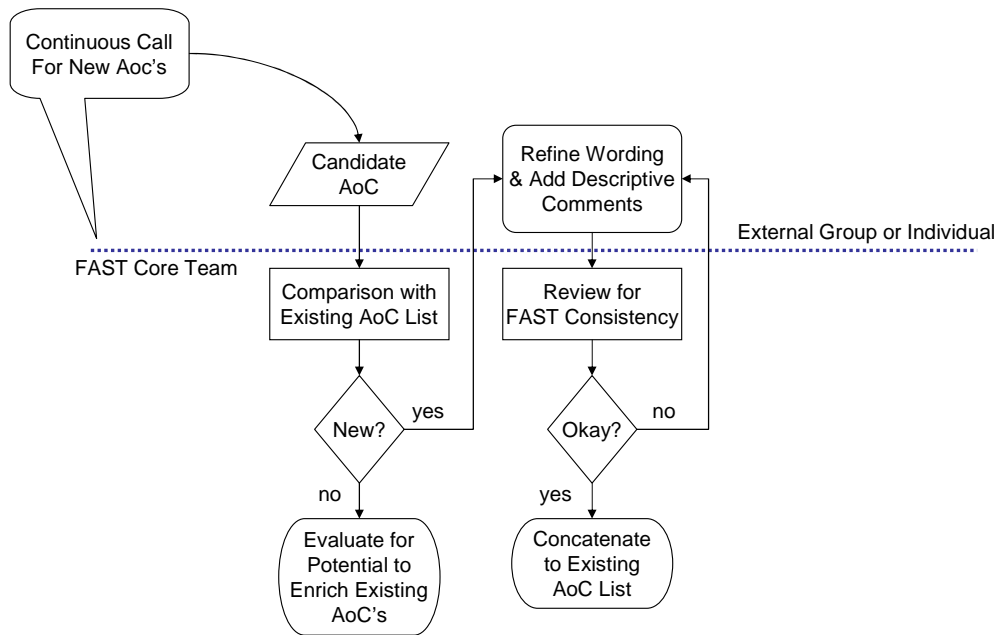 Continuous Call
For New Aoc's
Candidate
AoC
Refine Wording
& Add Descriptive
Comments
External Group or Individual
FAST Core Team
Comparison with
Existing AoC List
Review for
FAST Consistency
New?
yes
no
Okay?
no
yes
Evaluate for
Potential to
Enrich Existing
AoC's
Concatenate
to Existing
AoC List